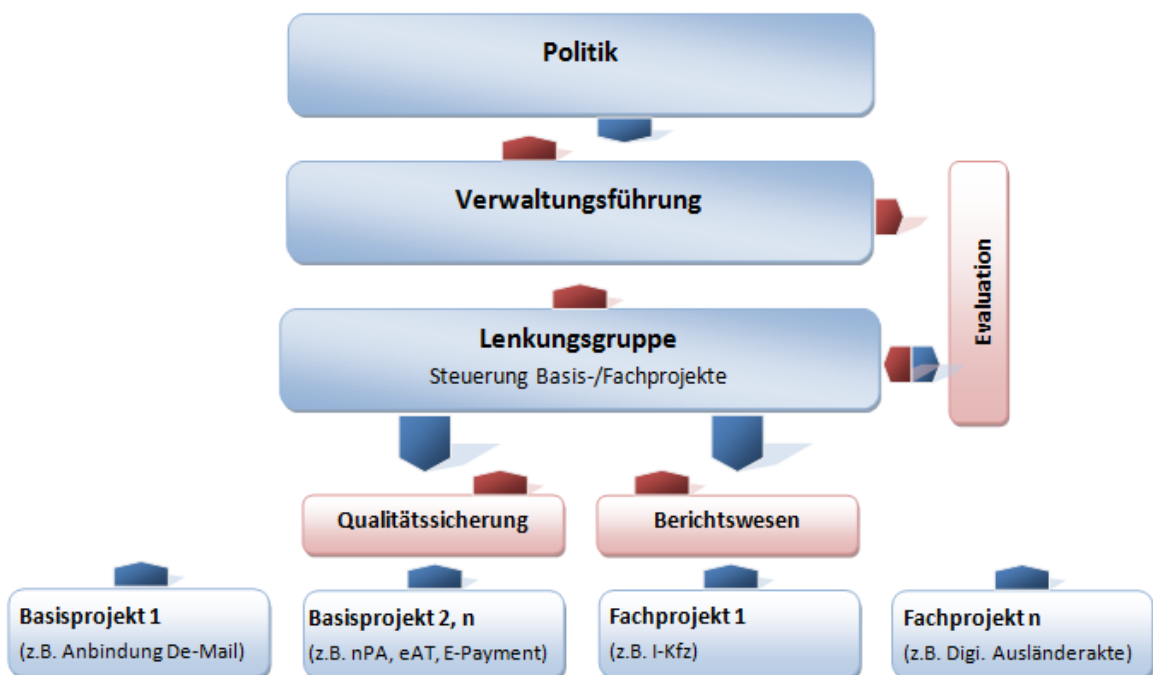 Politik
Verwaltungsführung
Evaluation
Lenkungsgruppe
Steuerung Basis-/Fachprojekte
Qualitätssicherung
Berichtswesen
Basisprojekt 1
(z.B. Anbindung De-Mail)
Basisprojekt 2, n
(z.B. nPA, eAT, E-Payment)
Fachprojekt 1
(z.B. I-Kfz)
Fachprojekt n
(z.B. Digi. Ausländerakte)